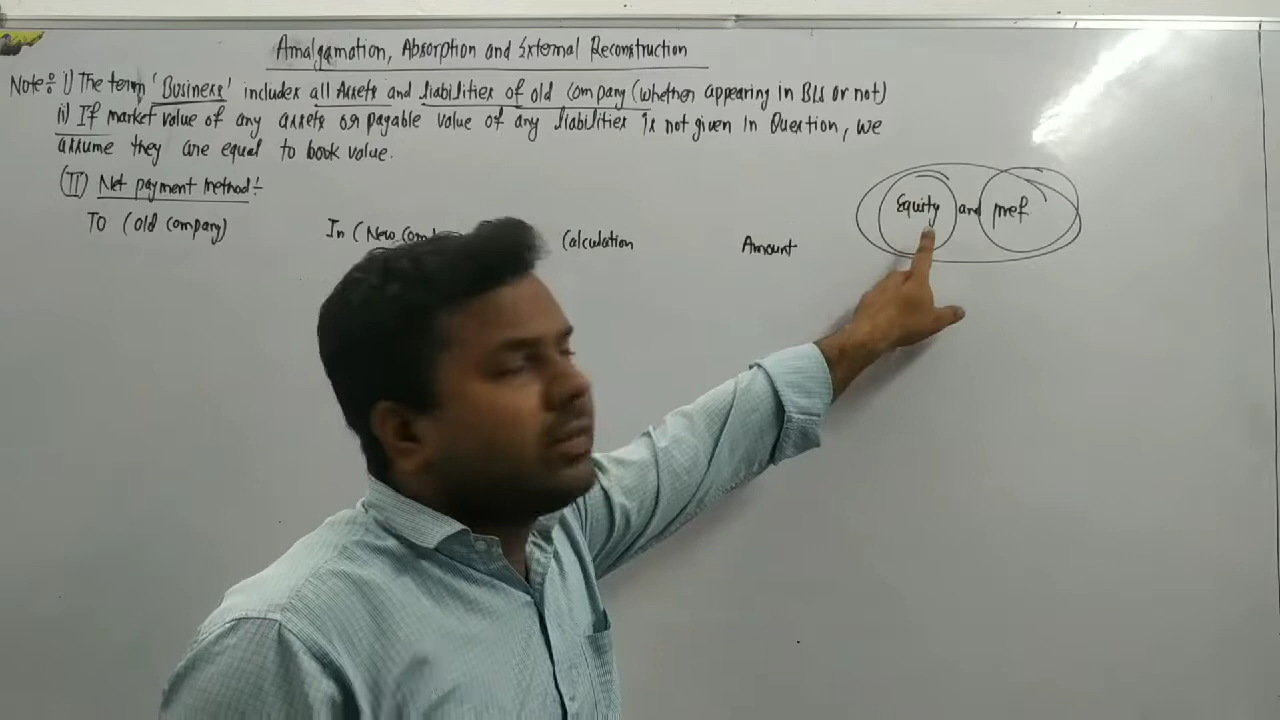 Amalgamation, Absorption and External Reconstruction
Note:- i) The term 'Business' includes all Assets and liabilities of old company (whether appearing in B/s or not)
ii) If market value of any assets or payable value of any liabilities is not given in Question, we
assume they are equal to book value.
(II) Net payment method:-
Equity and pref.
To (old company)
In (New
Calculation
Amount